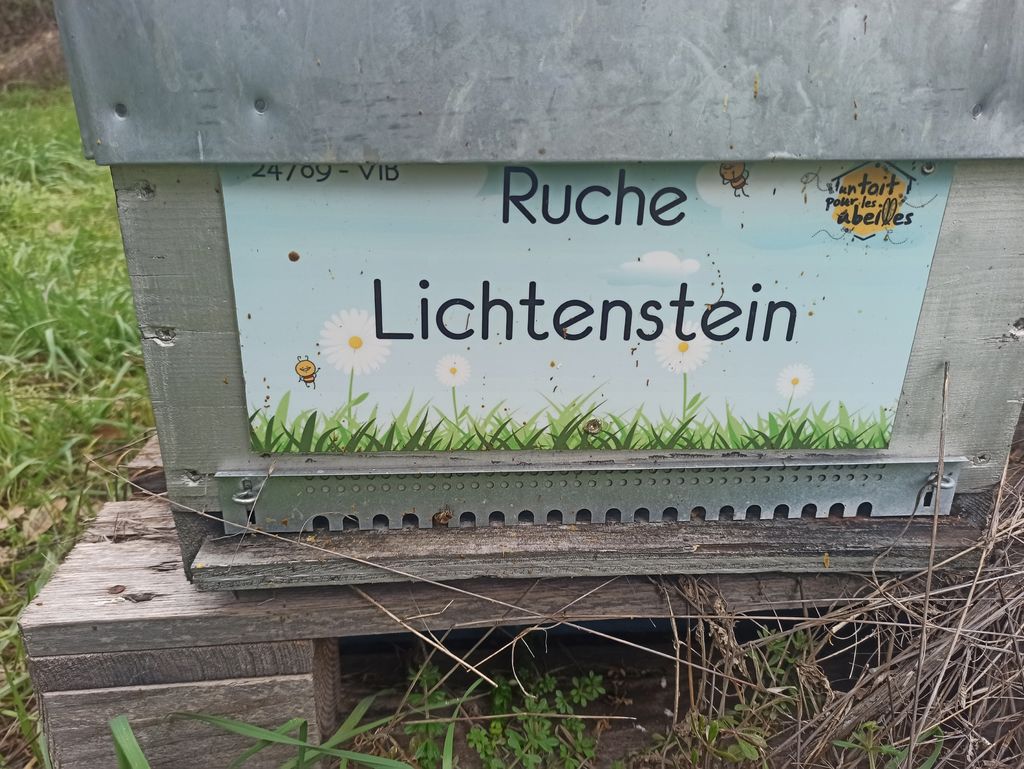 24769 - VIB
Ruche
un toit
pour les
abeilles
Lichtenstein